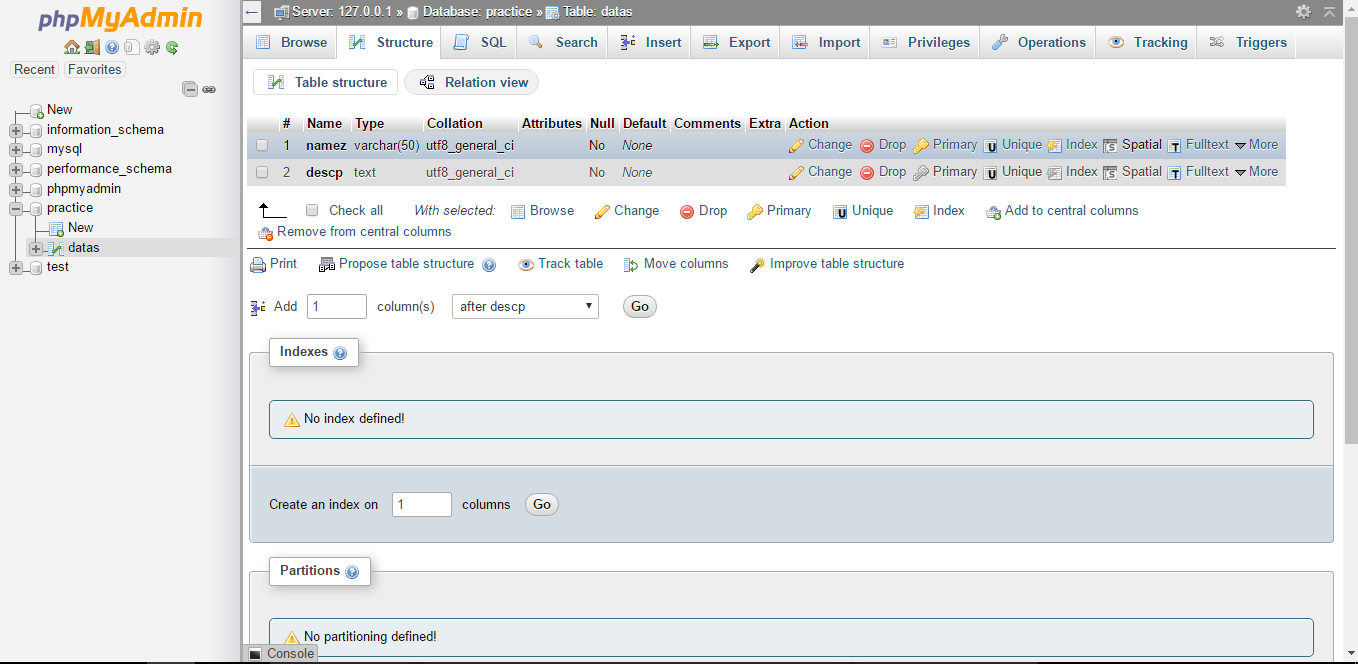 phpMyAdmin
Recent Favorites
New
information_schema
mysql
performance_schema
phpmyadmin
practice
New
datas
test
Server: 127.0.0.1 » Database: practice » Table: datas
Browse Structure SQL Search Insert Export Import Privileges Operations Tracking Triggers
Table structure Relation view
# Name Type Collation Attributes Null Default Comments Extra Action
1 namez varchar(50) utf8_general_ci No None Change Drop Primary Unique Index Spatial Fulltext More
2 descp text utf8_general_ci No None Change Drop Primary Unique Index Spatial Fulltext More
Check all With selected: Browse Change Drop Primary Unique Index Add to central columns
Remove from central columns
Print Propose table structure Track table Move columns Improve table structure
Add 1 column(s) after descp Go
Indexes
No index defined!
Create an index on 1 columns Go
Partitions
No partitioning defined!
Console